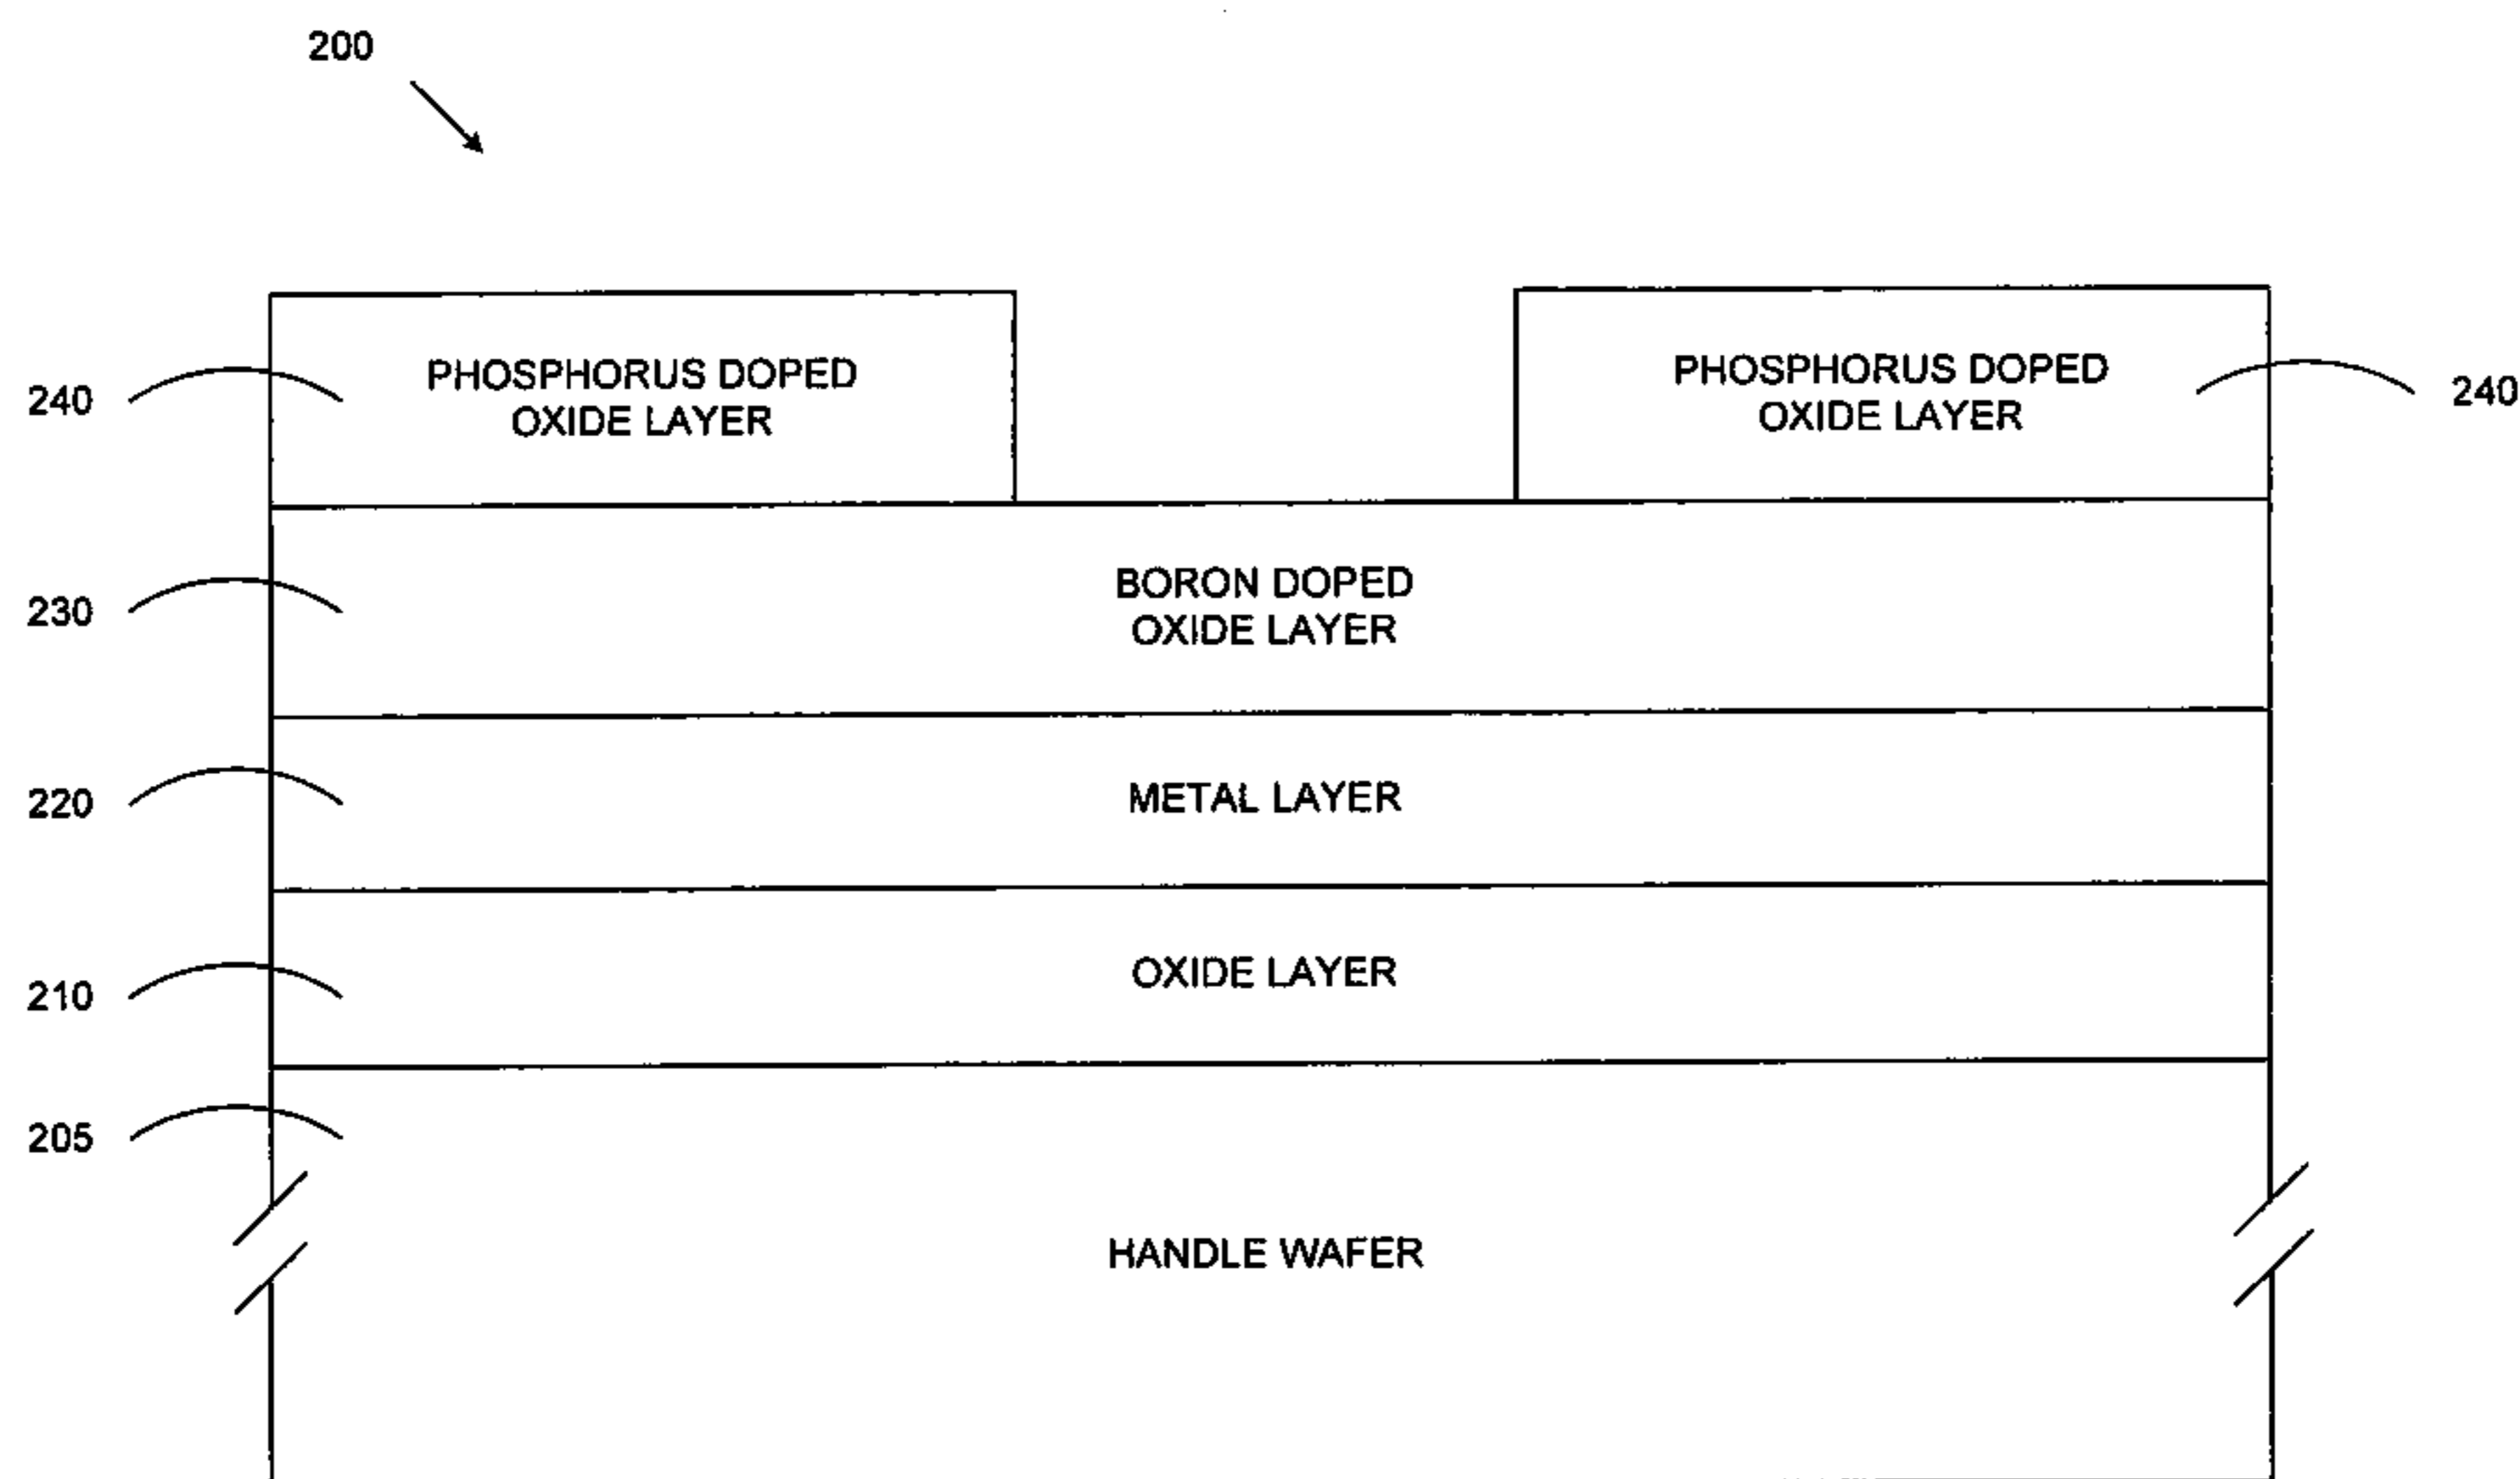 200
PHOSPHORUS DOPED
OXIDE LAYER
PHOSPHORUS DOPED
OXIDE LAYER
240
240
BORON DOPED
OXIDE LAYER
230
METAL LAYER
220
OXIDE LAYER
210
205
HANDLE WAFER